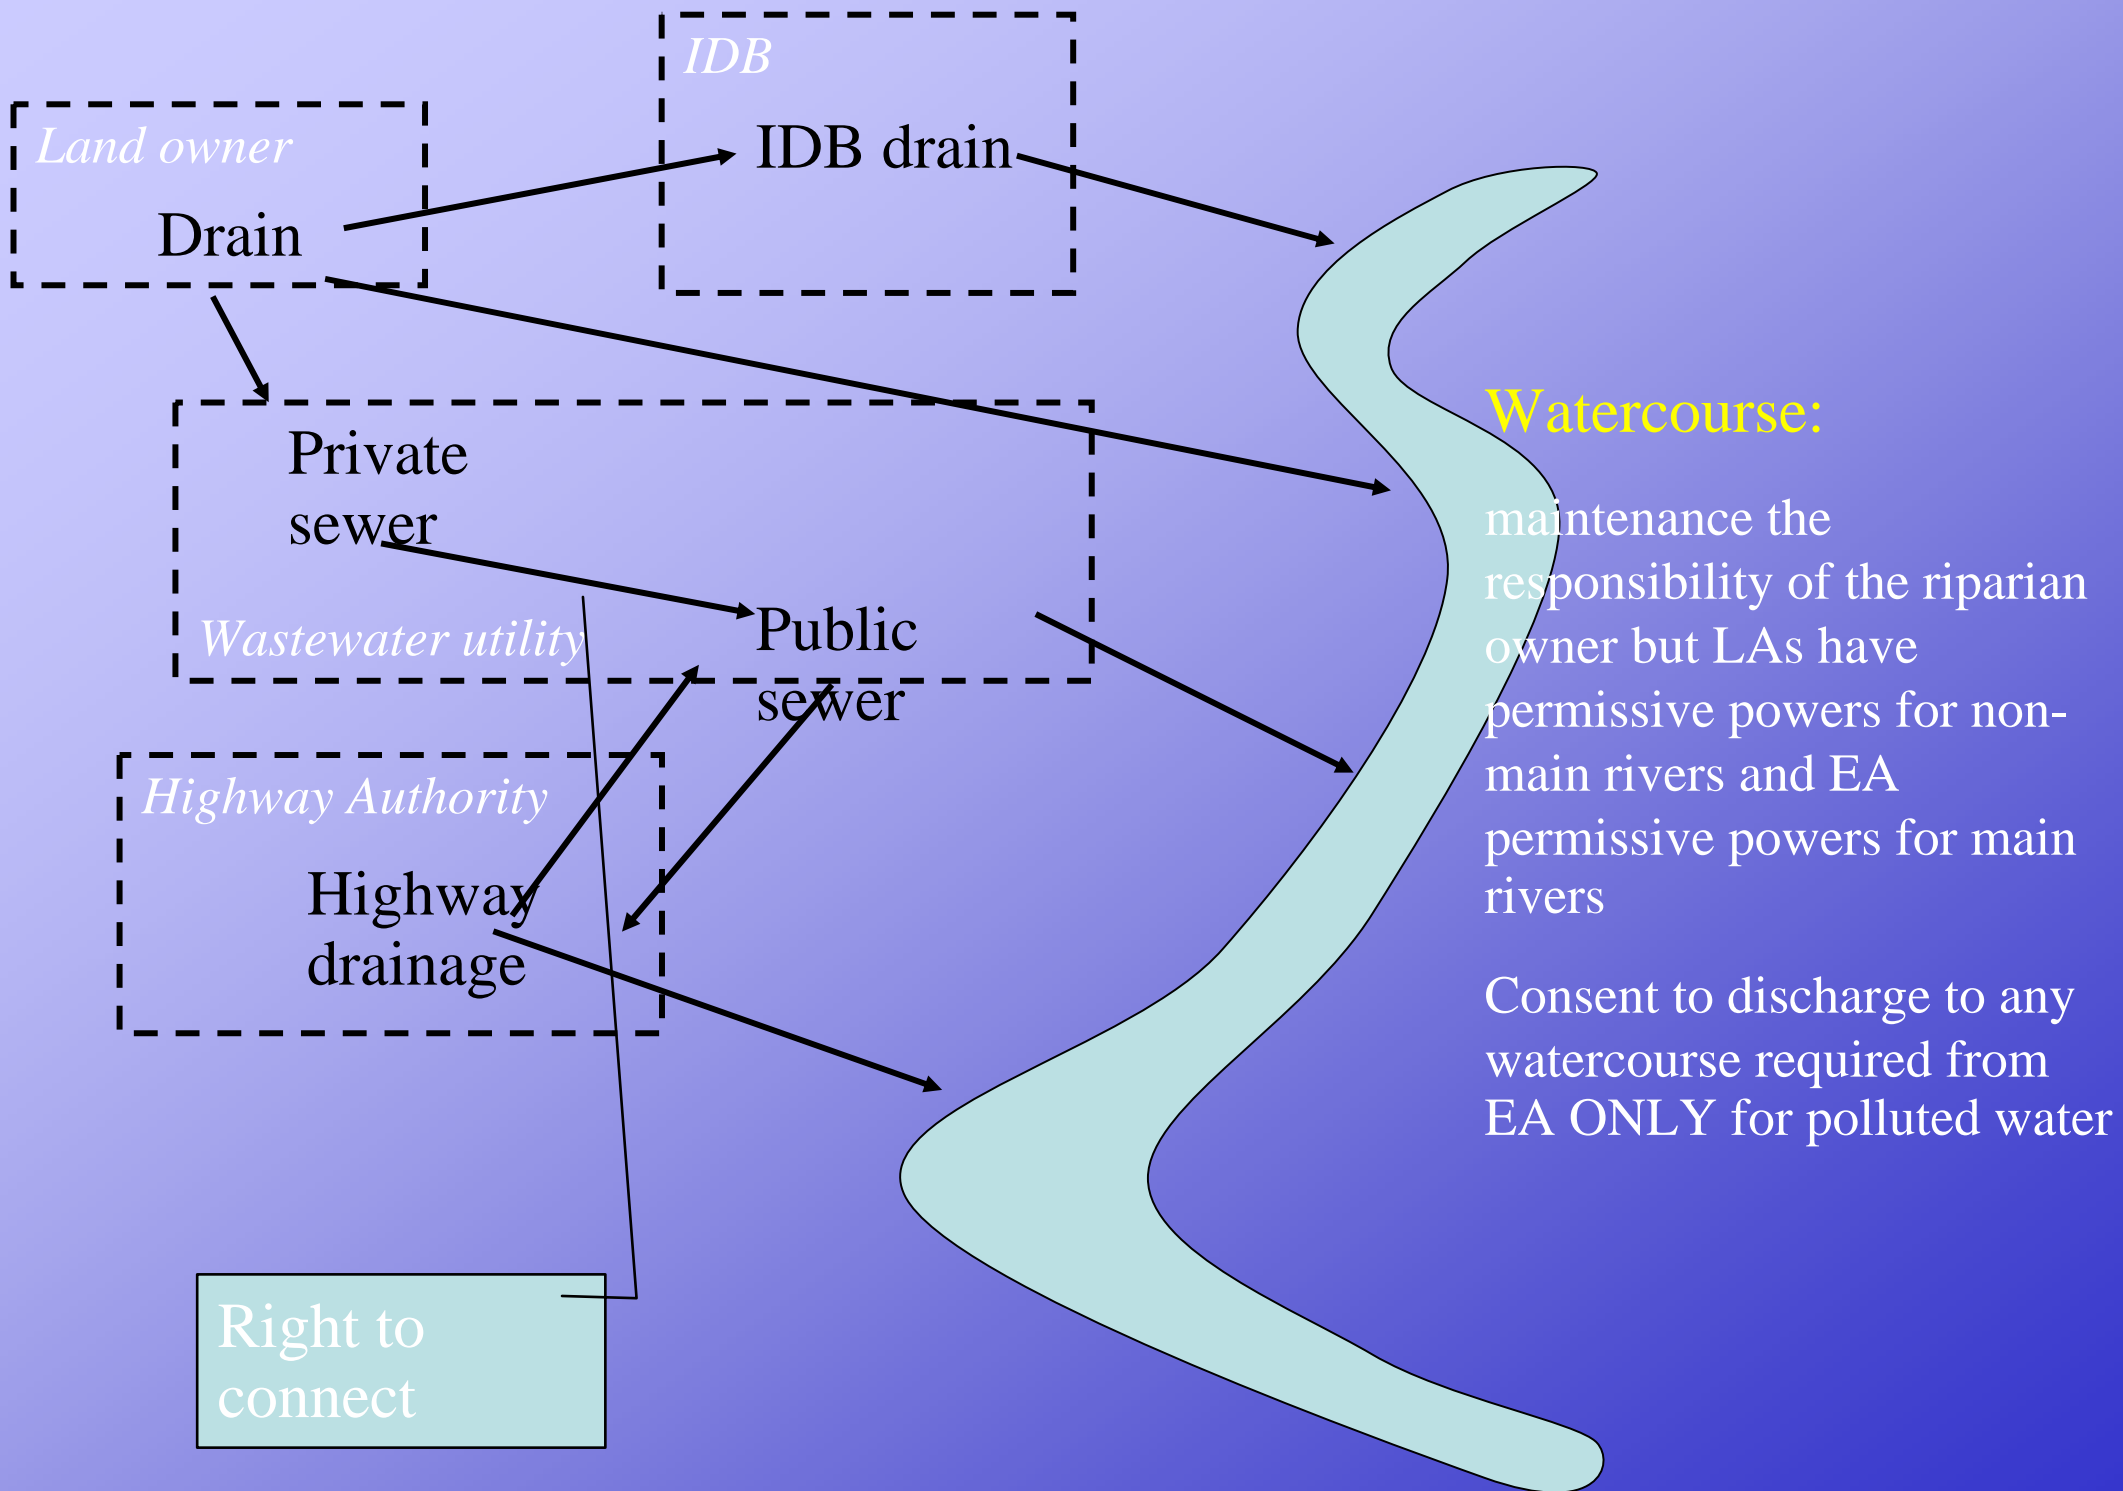 IDB
IDB drain
Land owner
Drain
Private
sewer
Wastewater utility
Public
sewer
Highway Authority
Highway
drainage
Right to
connect
Watercourse:
maintenance the
responsibility of the riparian
owner but LAs have
permissive powers for non-
main rivers and EA
permissive powers for main
rivers
Consent to discharge to any
watercourse required from
EA ONLY for polluted water